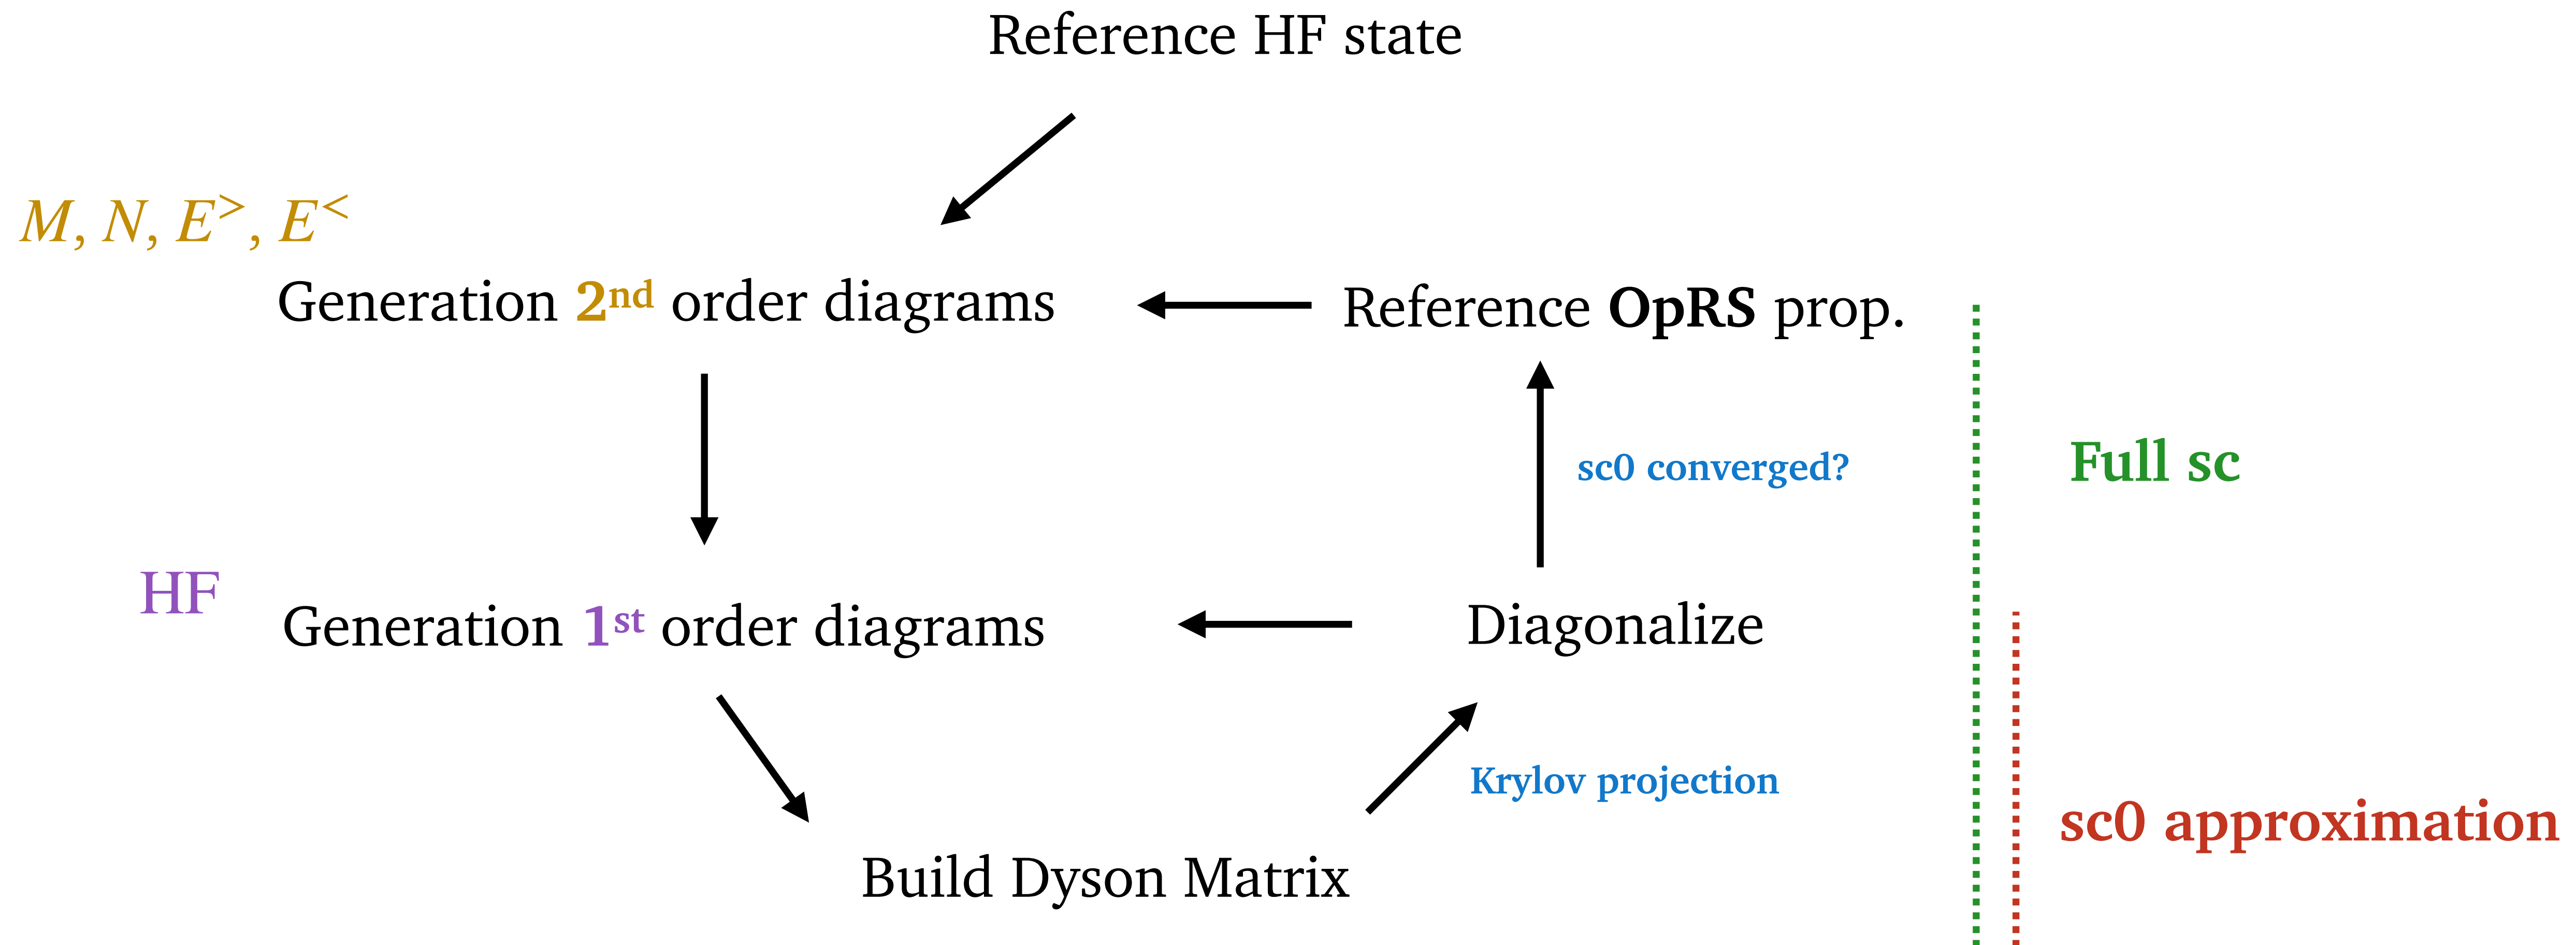 Reference HF state
M, N, E>, E<
Generation 2nd order diagrams
Reference OpRS prop.
sc0 converged?
Full sc
HF
Generation 1st order diagrams
Diagonalize
Krylov projection
sc0 approximation
Build Dyson Matrix